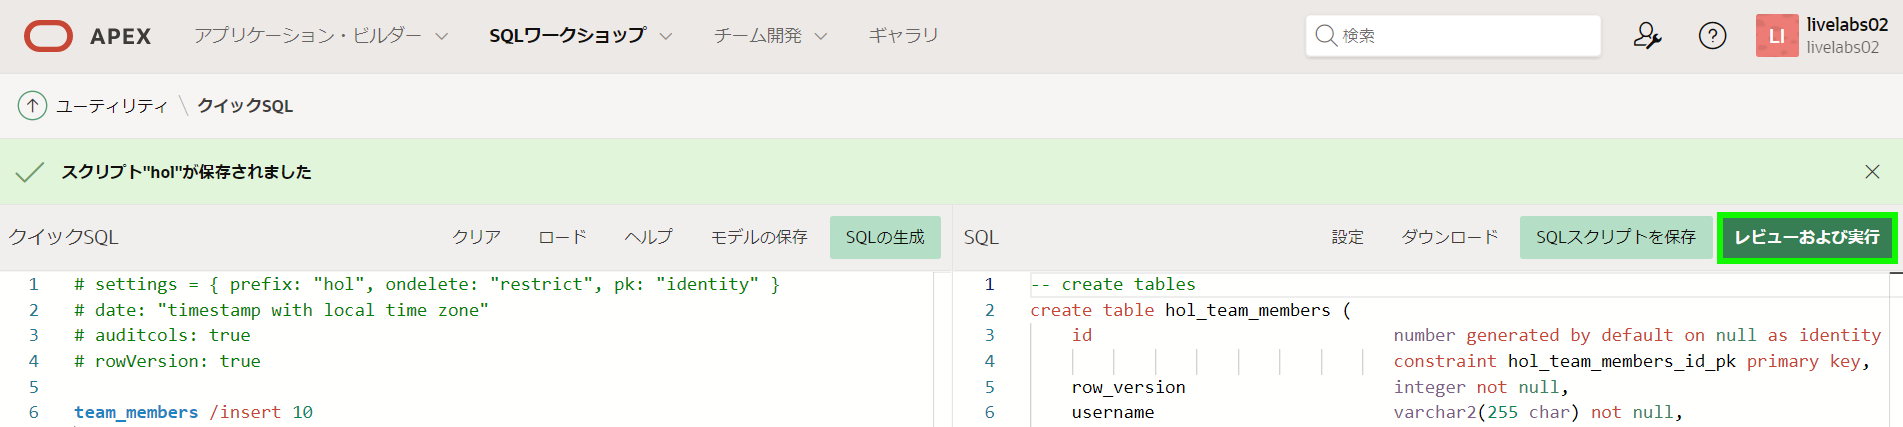 APEX アプリケーション・ビルダー SQLワークショップ チーム開発 ギャラリ 検索 LI livelabs02
livelabs02
ユーティリティ \ クイックSQL
スクリプト"hol"が保存されました
クイックSQL クリア ロード ヘルプ モデルの保存 SQLの生成
1 # settings = { prefix: "hol", ondelete: "restrict", pk: "identity" }
2 # date: "timestamp with local time zone"
3 # auditcols: true
4 # rowVersion: true
5
6 team_members /insert 10
SQL 設定 ダウンロード SQLスクリプトを保存 レビューおよび実行
1 -- create tables
2 create table hol_team_members (
3 id number generated by default on null as identity
4 constraint hol_team_members_id_pk primary key,
5 row_version integer not null,
6 username varchar2(255 char) not null,